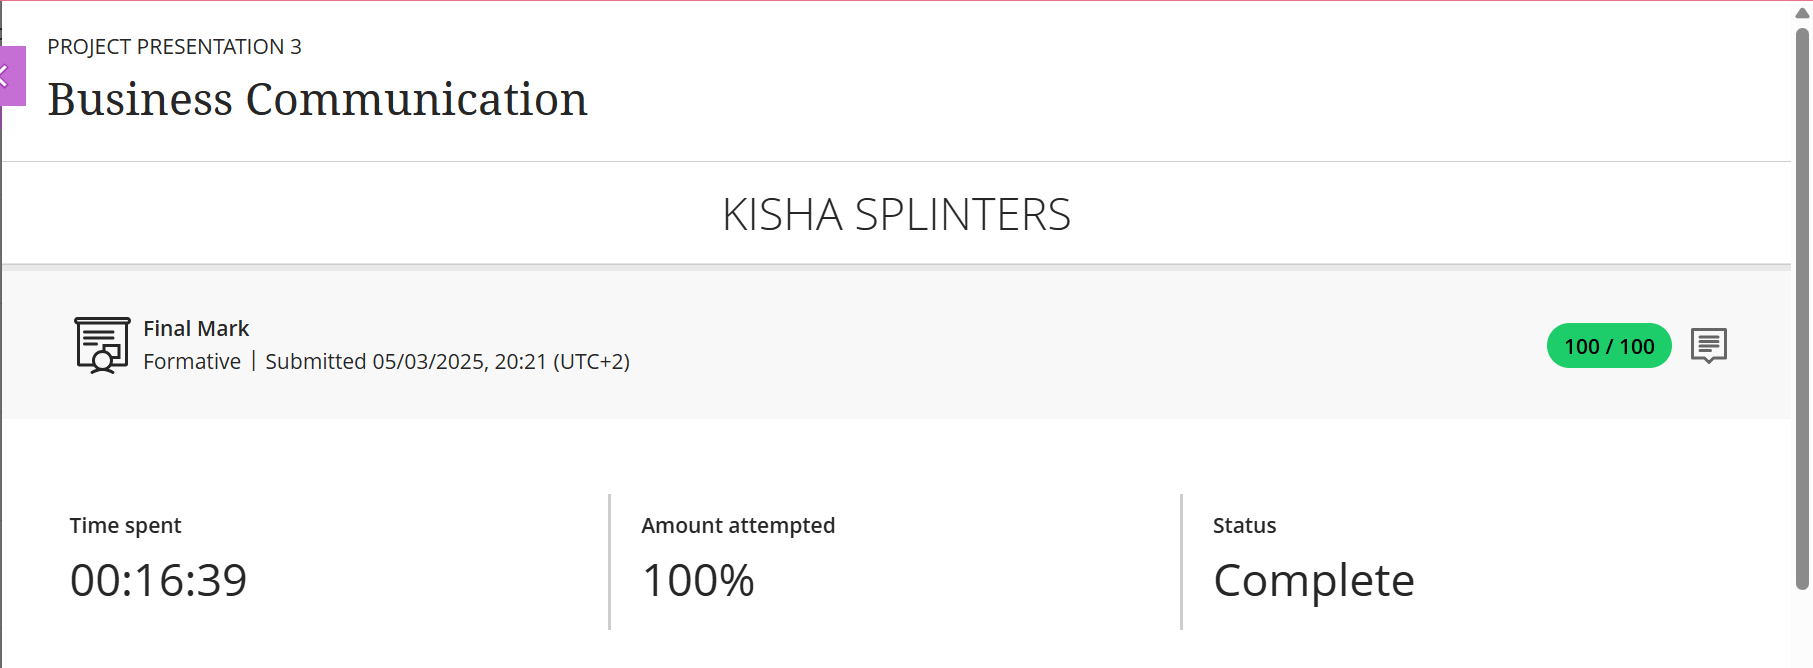 PROJECT PRESENTATION 3
Business Communication
KISHA SPLINTERS
Final Mark
Formative | Submitted 05/03/2025, 20:21 (UTC+2)
100 / 100
Time spent
00:16:39
Amount attempted
100%
Status
Complete